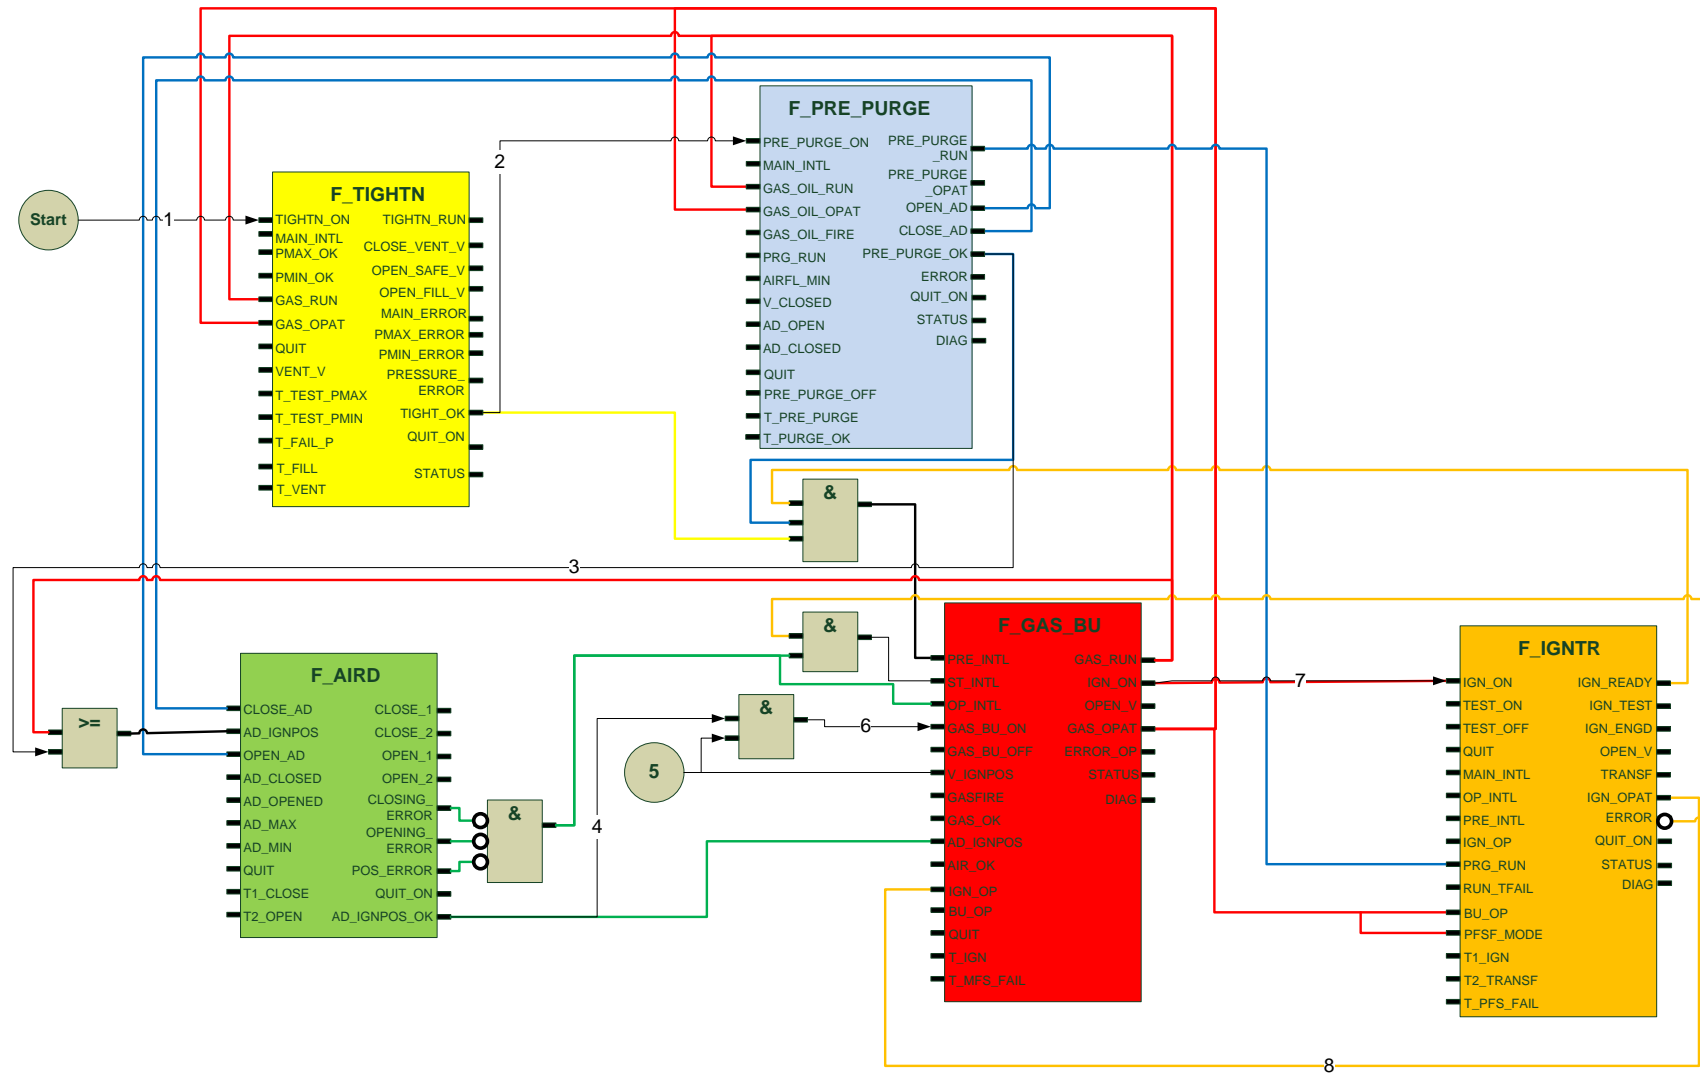 F_PRE_PURGE
PRE_PURGE_ON
MAIN_INTL
GAS_OIL_RUN
GAS_OIL_OPAT
GAS_OIL_FIRE
PRG_RUN
AIRFL_MIN
V_CLOSED
AD_OPEN
AD_CLOSED
QUIT
PRE_PURGE_OFF
T_PRE_PURGE
T_PURGE_OK
PRE_PURGE
_RUN
PRE_PURGE
_OPAT
OPEN_AD
CLOSE_AD
PRE_PURGE_OK
ERROR
QUIT_ON
STATUS
DIAG
2
Start
1
F_TIGHTN
TIGHTN_ON
MAIN_INTL
PMAX_OK
PMIN_OK
GAS_RUN
GAS_OPAT
QUIT
VENT_V
T_TEST_PMAX
T_TEST_PMIN
T_FAIL_P
T_FILL
T_VENT
TIGHTN_RUN
CLOSE_VENT_V
OPEN_SAFE_V
OPEN_FILL_V
MAIN_ERROR
PMAX_ERROR
PMIN_ERROR
PRESSURE_
ERROR
TIGHT_OK
QUIT_ON
STATUS
&
3
&
&
>=
F_AIRD
CLOSE_AD
AD_IGNPOS
OPEN_AD
AD_CLOSED
AD_OPENED
AD_MAX
AD_MIN
QUIT
T1_CLOSE
T2_OPEN
CLOSE_1
CLOSE_2
OPEN_1
OPEN_2
CLOSING_
ERROR
OPENING_
ERROR
POS_ERROR
QUIT_ON
AD_IGNPOS_OK
&
4
5
6
F_GAS_BU
PRE_INTL
ST_INTL
OP_INTL
GAS_BU_ON
GAS_BU_OFF
V_IGNPOS
GASFIRE
GAS_OK
AD_IGNPOS
AIR_OK
IGN_OP
BU_OP
QUIT
T_IGN
T_MFS_FAIL
GAS_RUN
IGN_ON
OPEN_V
GAS_OPAT
ERROR_OP
STATUS
DIAG
7
F_IGNTR
IGN_ON
TEST_ON
TEST_OFF
QUIT
MAIN_INTL
OP_INTL
PRE_INTL
IGN_OP
PRG_RUN
RUN_TFAIL
BU_OP
PFSF_MODE
T1_IGN
T2_TRANSF
T_PFS_FAIL
IGN_READY
IGN_TEST
IGN_ENGD
OPEN_V
TRANSF
IGN_OPAT
ERROR
QUIT_ON
STATUS
DIAG
8